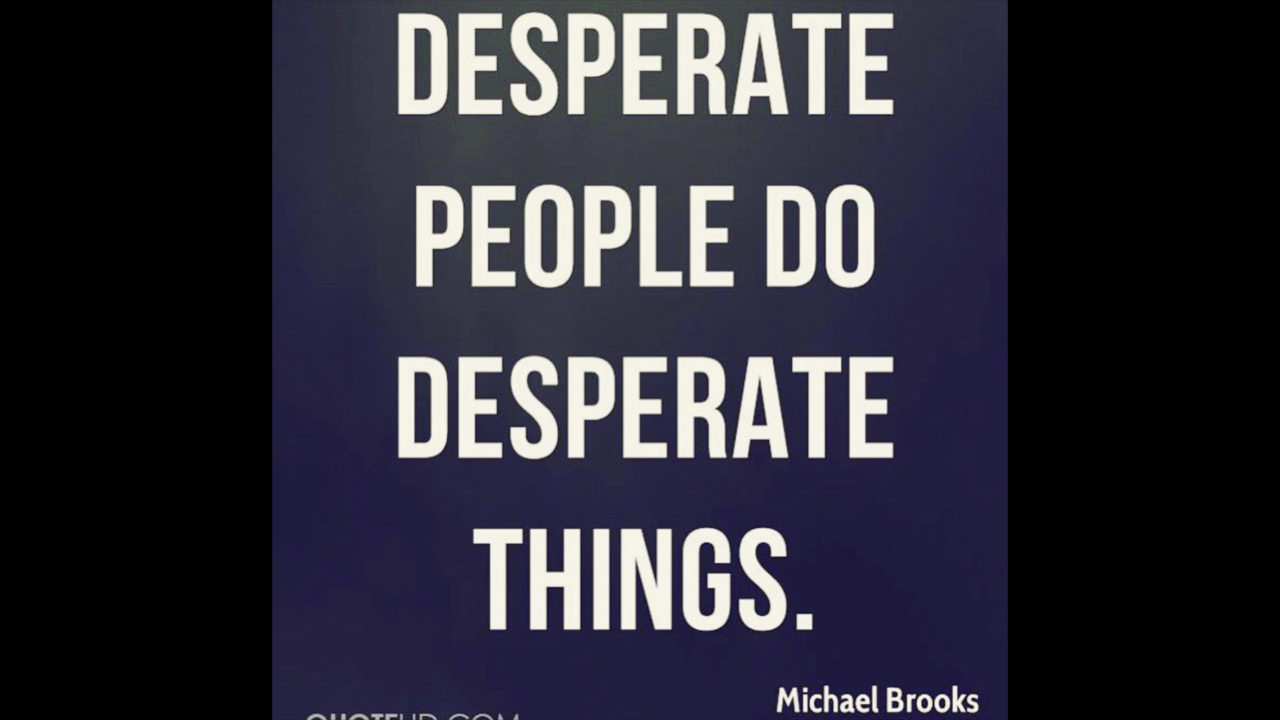 DESPERATE
PEOPLE DO
DESPERATE
THINGS.
Michael Brooks